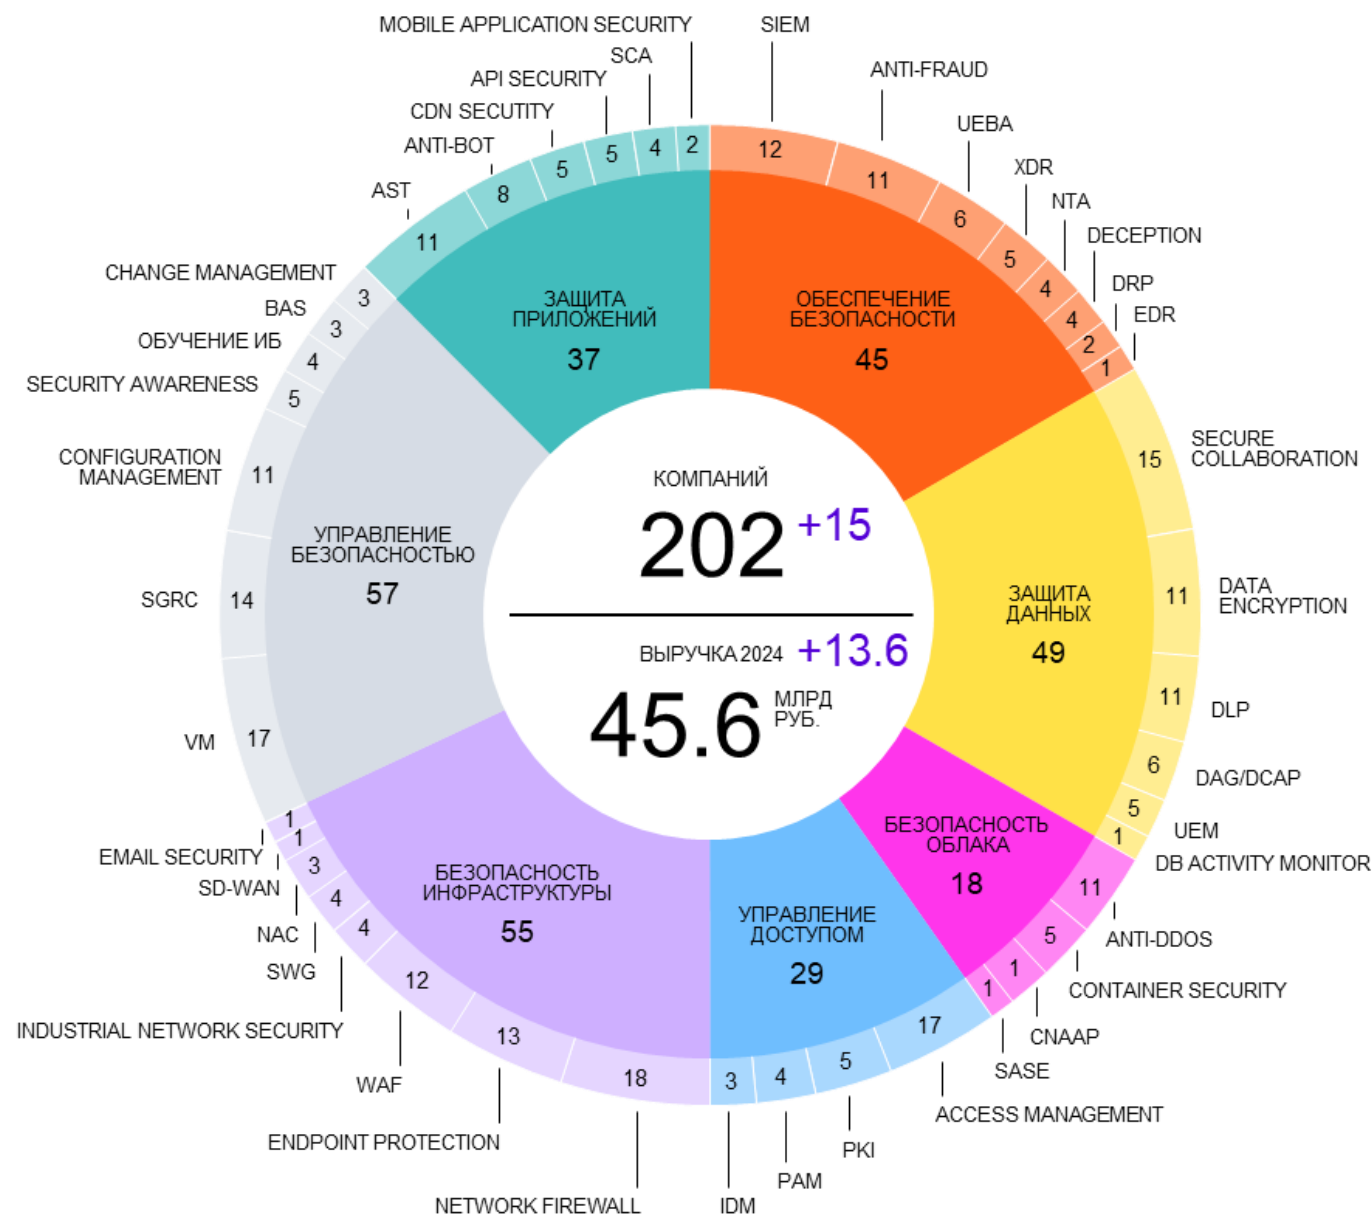 MOBILE APPLICATION SECURITY
SIEM
SCA
ANTI-FRAUD
API SECURITY
CDN SECUTITY
UEBA
ANTI-BOT
XDR
AST
NTA
DECEPTION
DRP
EDR
2
12
4
5
11
5
8
6
11
5
4
4
2
1
CHANGE MANAGEMENT
3
BAS
3
ОБУЧЕНИЕ ИБ
4
SECURITY AWARENESS
5
CONFIGURATION
MANAGEMENT
11
SGRC
14
VM
17
ЗАЩИТА
ПРИЛОЖЕНИЙ
37
ОБЕСПЕЧЕНИЕ
БЕЗОПАСНОСТИ
45
15
SECURE
COLLABORATION
11
DATA
ENCRYPTION
11
DLP
6
DAG/DCAP
5
UEM
1
DB ACTIVITY MONITOR
КОМПАНИЙ
202 +15
ВЫРУЧКА 2024 +13.6
45.6 МЛРД
РУБ.
УПРАВЛЕНИЕ
БЕЗОПАСНОСТЬЮ
57
ЗАЩИТА
ДАННЫХ
49
БЕЗОПАСНОСТЬ
ОБЛАКА
18
БЕЗОПАСНОСТЬ
ИНФРАСТРУКТУРЫ
55
УПРАВЛЕНИЕ
ДОСТУПОМ
29
1
EMAIL SECURITY
1
SD-WAN
3
NAC
4
SWG
4
INDUSTRIAL NETWORK SECURITY
12
WAF
13
ENDPOINT PROTECTION
18
NETWORK FIREWALL
3
IDM
4
PAM
5
PKI
17
ACCESS MANAGEMENT
1
SASE
1
CNAAP
5
CONTAINER SECURITY
11
ANTI-DDOS